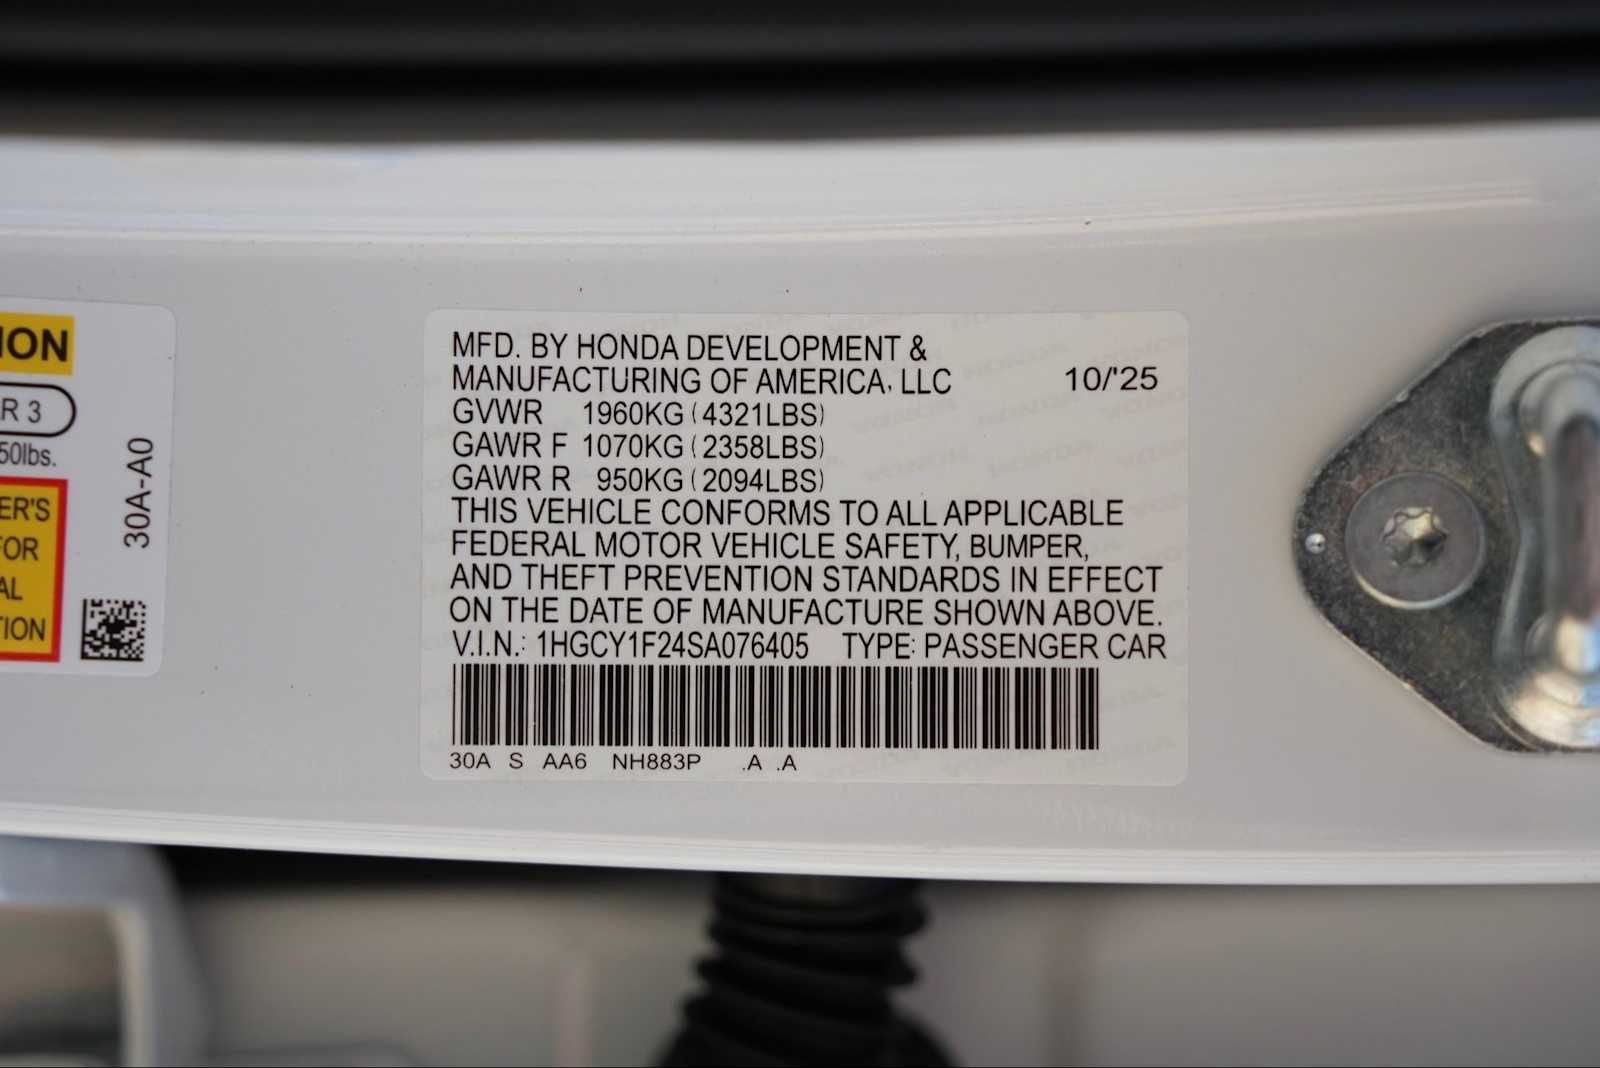 ION
R 3
50lbs.
ER'S
FOR
AL
TION
30A-A0
MFD. BY HONDA DEVELOPMENT &
MANUFACTURING OF AMERICA, LLC 10/'25
GVWR 1960KG (4321LBS)
GAWR F 1070KG (2358LBS)
GAWR R 950KG (2094LBS)
THIS VEHICLE CONFORMS TO ALL APPLICABLE
FEDERAL MOTOR VEHICLE SAFETY, BUMPER,
AND THEFT PREVENTION STANDARDS IN EFFECT
ON THE DATE OF MANUFACTURE SHOWN ABOVE.
V.I.N.: 1HGCY1F24SA076405 TYPE: PASSENGER CAR
30A S AA6 NH883P .A .A